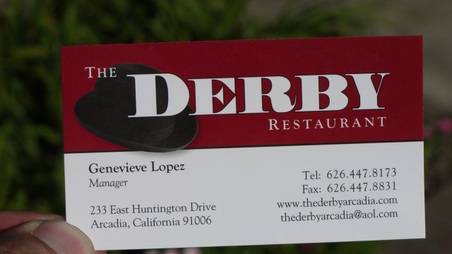 THE DERBY
RESTAURANT
Genevieve Lopez
Manager
233 East Huntington Drive
Arcadia, California 91006
Tel: 626.447.8173
Fax: 626.447.8831
www.thederbyarcadia.com
thederbyarcadia@aol.com